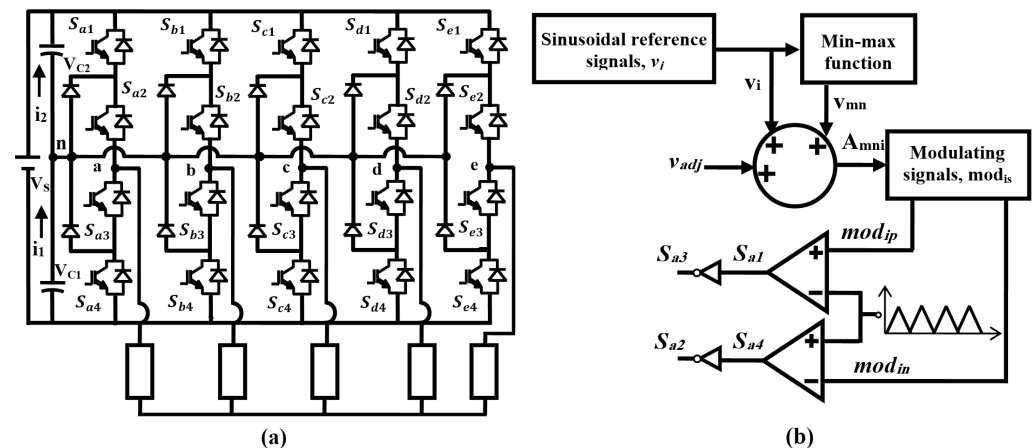 Sa1 Sb1 Sc1 Sd1 Se1
VC2
i2
Sa2 Sb2 Sc2 Sd2 Se2
n
a b c d e
VS
i1
Sa3 Sb3 Sc3 Sd3 Se3
VC1
Sa4 Sb4 Sc4 Sd4 Se4
(a)
Sinusoidal reference
signals, vi
Min-max
function
vi
vmn
Amni
vadj
+ + +
Modulating
signals, modis
modip
Sa3 Sa1
+
−
Sa2 Sa4
+
−
modin
(b)